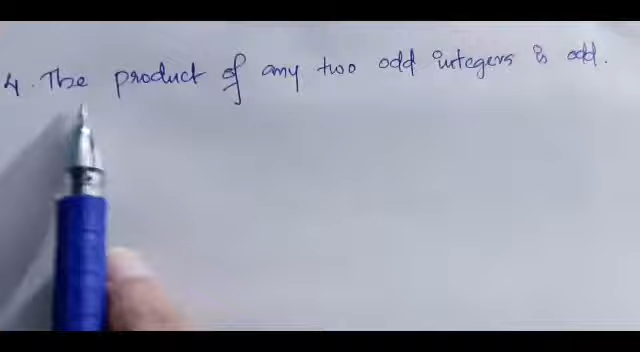 4. The product of any two odd integers is odd.